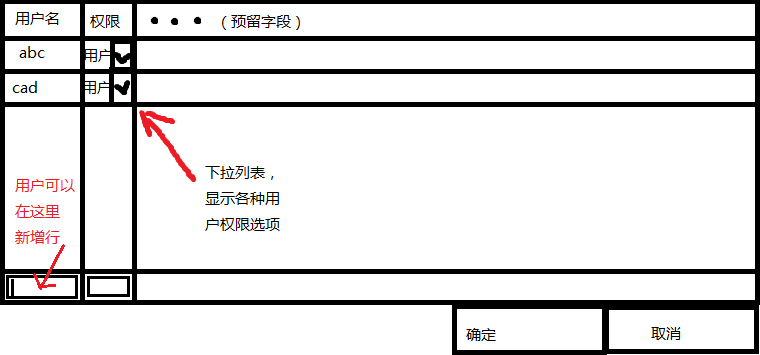 用户名 权限 • • • （预留字段）
abc 用户
cad 用户
下拉列表，
显示各种用
户权限选项
用户可以
在这里
新增行
确定 取消